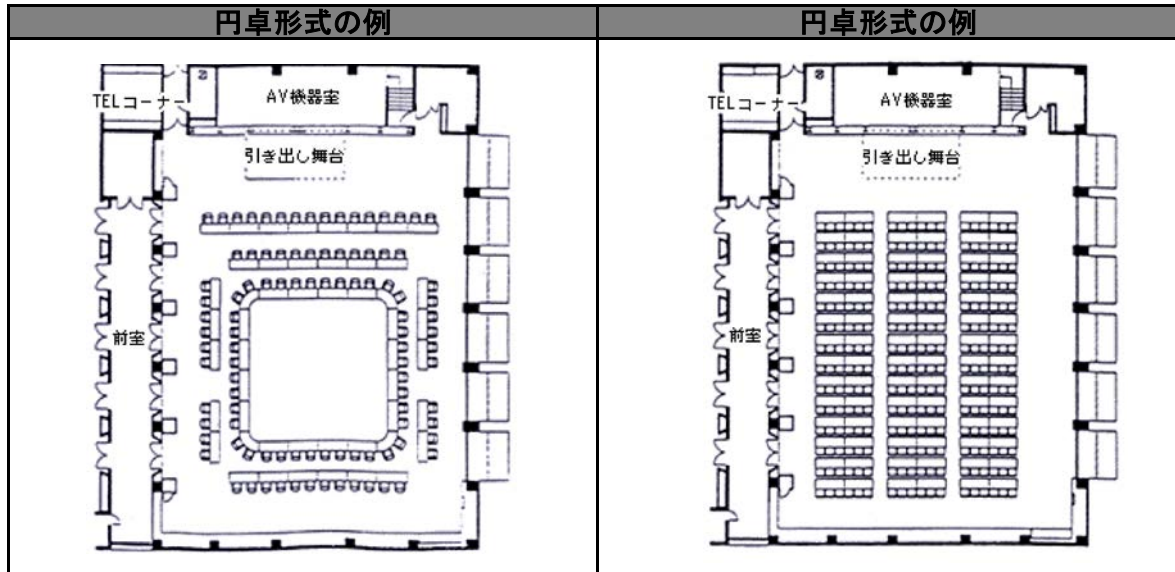 円卓形式の例
円卓形式の例
TELコーナー
AV機器室
引き出し舞台
前室
TELコーナー
AV機器室
引き出し舞台
前室